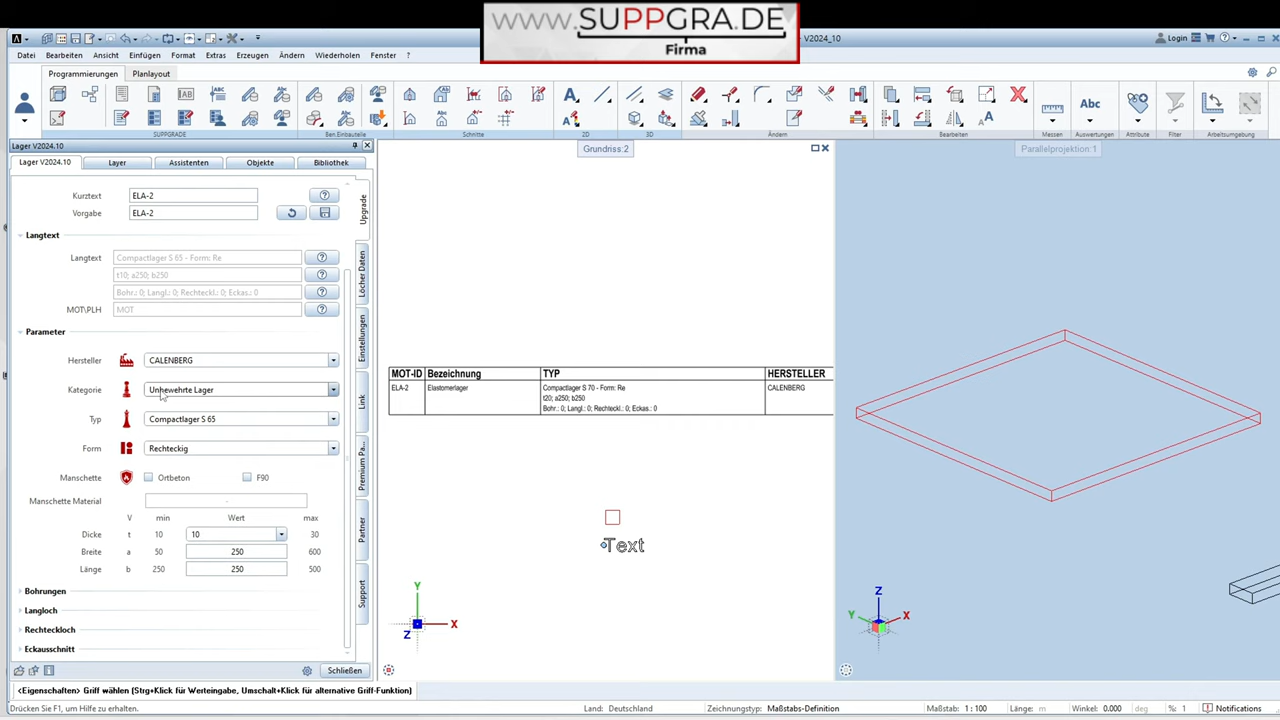 www.SUPPGRA.DE
Firma
V2024_10
Login
Datei Bearbeiten Einfügen Format Extras Erzeugen Ändern Wiederholen Fenster
Programmierungen Planlayout
Abc
SUPPGRADE Ben.Einbauteile Schnitte 2D 3D Ändern Bearbeiten Messen Auswertungen Attribute Filter Arbeitsumgebung
Lager V2024.10
Lager V2024.10 Layer Assistenten Objekte Bibliothek
Grundriss:2
Parallelprojektion:1
Kurztext ELA-2
Vorgabe ELA-2
Langtext
Langtext Compactlager S 65 - Form: Re
t10; a250; b250
Bohr.: 0; Langl.: 0; Rechteckl.: 0; Eckas.: 0
MOT\PLH MOT
Parameter
Hersteller CALENBERG
Kategorie Unbewehrte Lager
Typ Compactlager S 65
Form Rechteckig
Manschette Ortbeton F90
Manschette Material -
V min Wert max
Dicke t 10 10 30
Breite a 50 250 600
Länge b 250 250 500
Bohrungen
Langloch
Rechteckloch
Eckausschnitt
Schließen
Upgrade
Löcher Daten
Einstellungen
Link
Premium Pa...
Partner
Support
MOT-ID Bezeichnung TYP HERSTELLER
ELA-2 Elastomerlager Compactlager S 70 - Form: Re CALENBERG
t20; a250; b250
Bohr.: 0; Langl.: 0; Rechteckl.: 0; Eckas.: 0
Text
Y
X
Z
Z
Y
X
<Eigenschaften> Griff wählen (Strg+Klick für Werteingabe, Umschalt+Klick für alternative Griff-Funktion)
Drücken Sie F1, um Hilfe zu erhalten. Land: Deutschland Zeichnungstyp: Maßstabs-Definition Maßstab: 1 : 100 Länge: m Winkel: 0.000 deg %: 1 Notifications